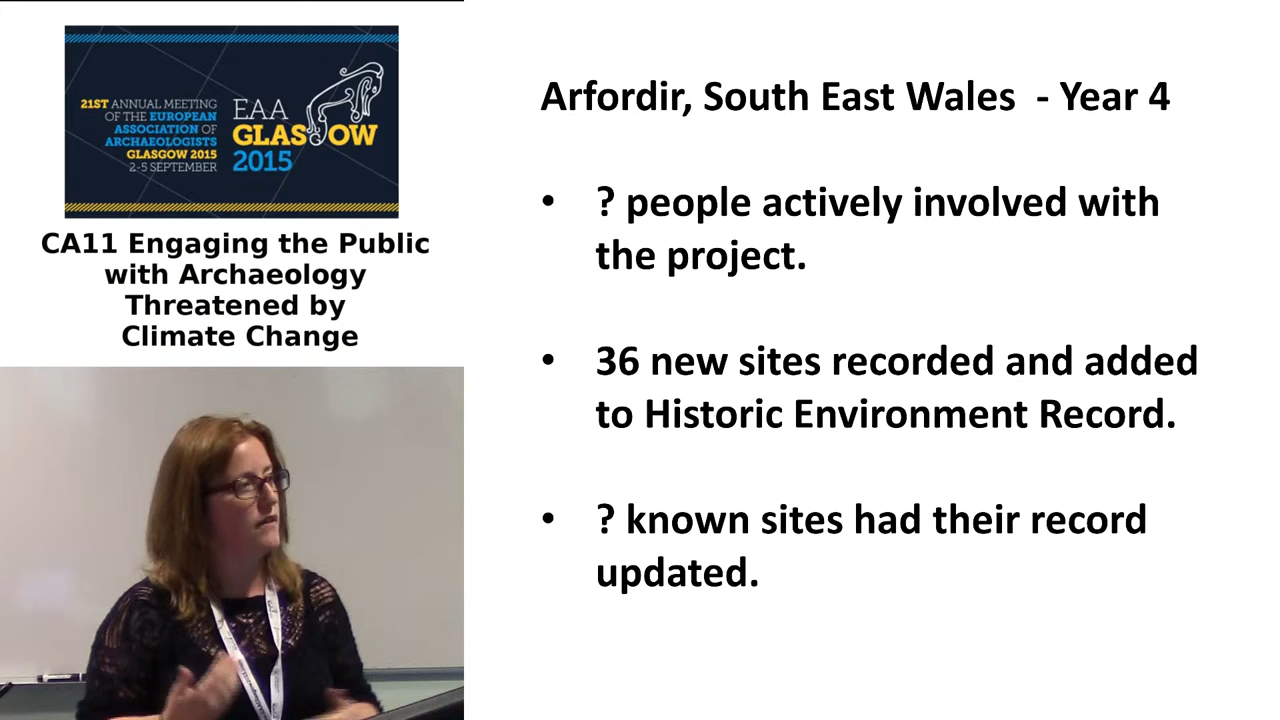 21ST ANNUAL MEETING
OF THE EUROPEAN
ASSOCIATION OF
ARCHAEOLOGISTS
GLASGOW 2015
2-5 SEPTEMBER
EAA
GLASGOW
2015
CA11 Engaging the Public
with Archaeology
Threatened by
Climate Change
Arfordir, South East Wales - Year 4
• ? people actively involved with
the project.
• 36 new sites recorded and added
to Historic Environment Record.
• ? known sites had their record
updated.